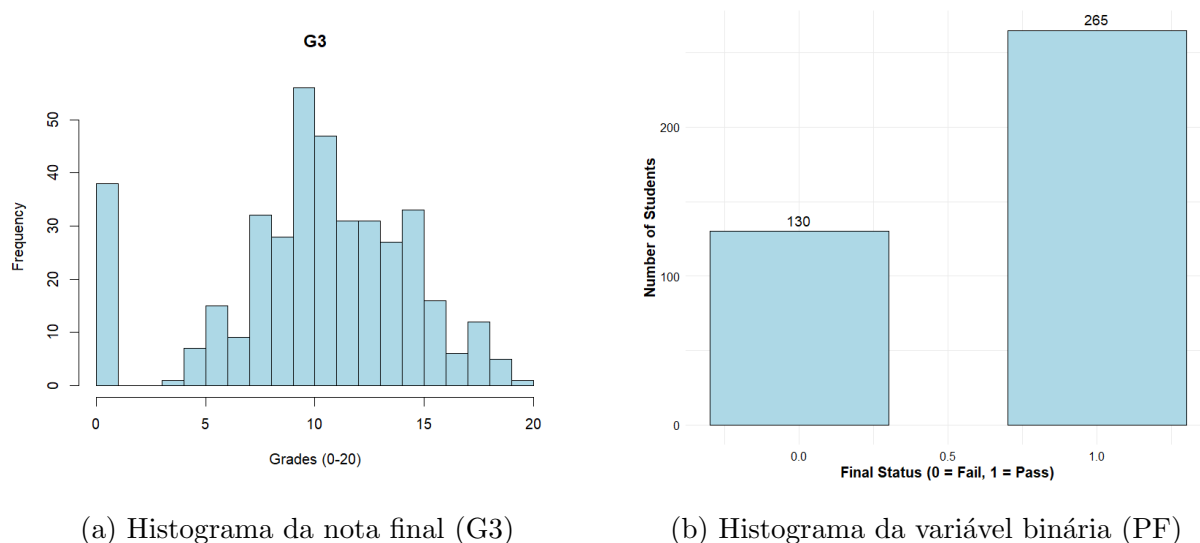 G3
50
40
30
20
10
0
Frequency
0 5 10 15 20
Grades (0-20)
(a) Histograma da nota final (G3)
265
130
200
100
0
Number of Students
0.0 0.5 1.0
Final Status (0 = Fail, 1 = Pass)
(b) Histograma da variável binária (PF)